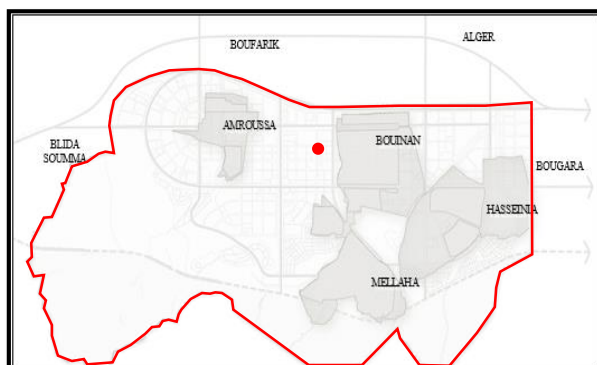 ALGER
BOUFARIK
AMROUSSA
BOUINAN
BLIDA
SOUMMA
BOUGARA
HASSEINIA
MELLAHA